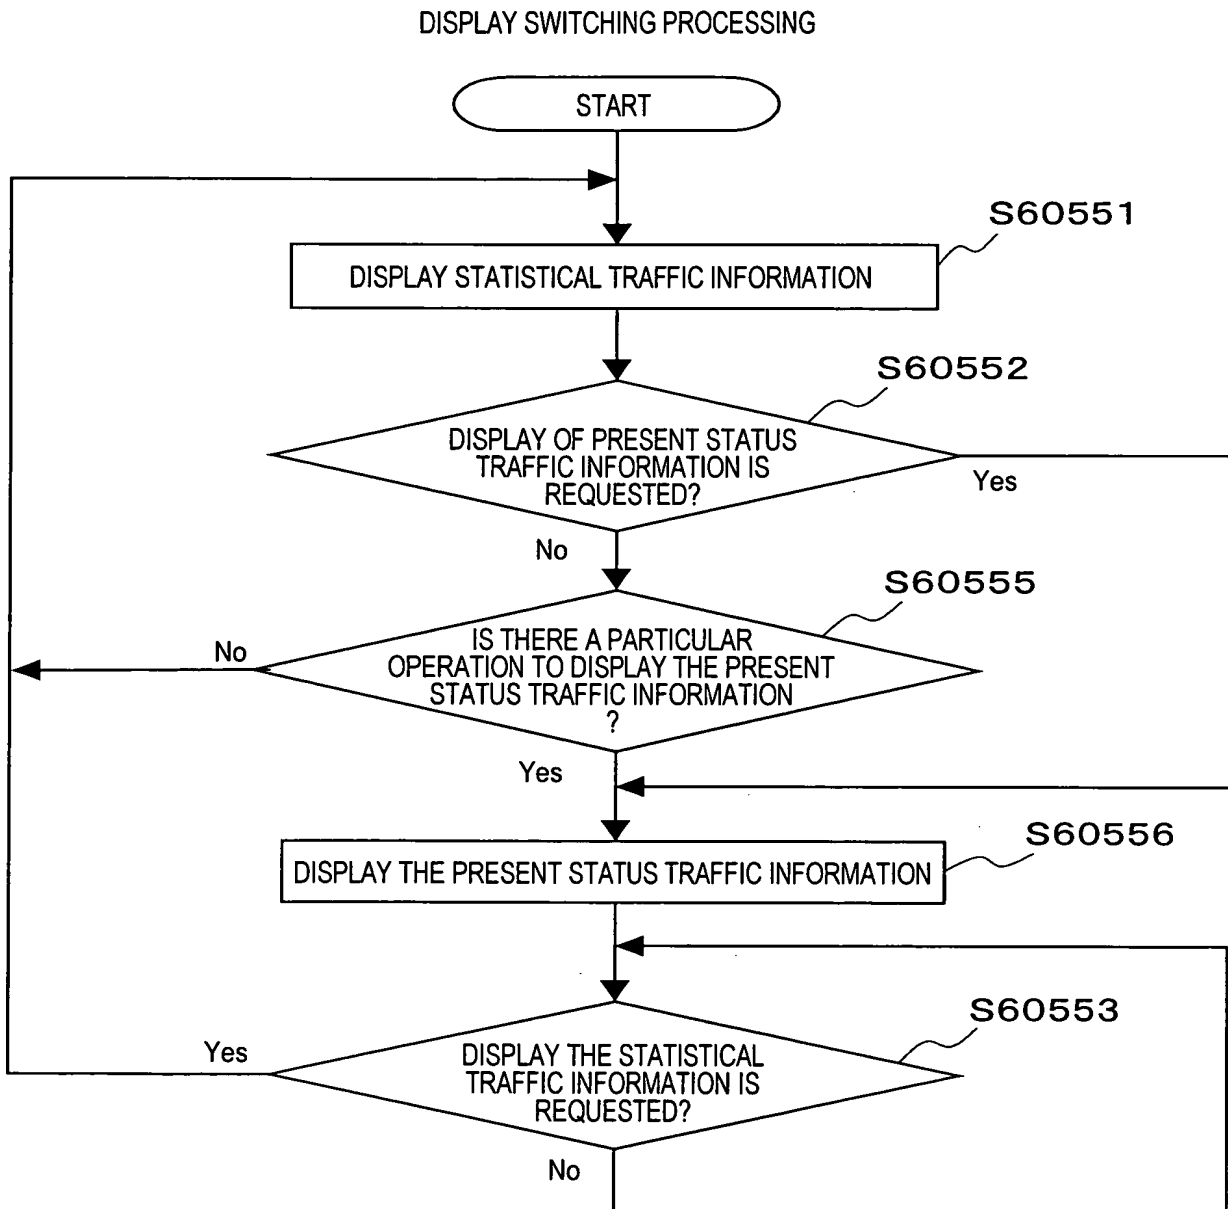 DISPLAY SWITCHING PROCESSING
START
S60551
DISPLAY STATISTICAL TRAFFIC INFORMATION
S60552
DISPLAY OF PRESENT STATUS
TRAFFIC INFORMATION IS
REQUESTED?
Yes
No
S60555
IS THERE A PARTICULAR
OPERATION TO DISPLAY THE PRESENT
STATUS TRAFFIC INFORMATION
?
No
Yes
S60556
DISPLAY THE PRESENT STATUS TRAFFIC INFORMATION
S60553
DISPLAY THE STATISTICAL
TRAFFIC INFORMATION IS
REQUESTED?
Yes
No